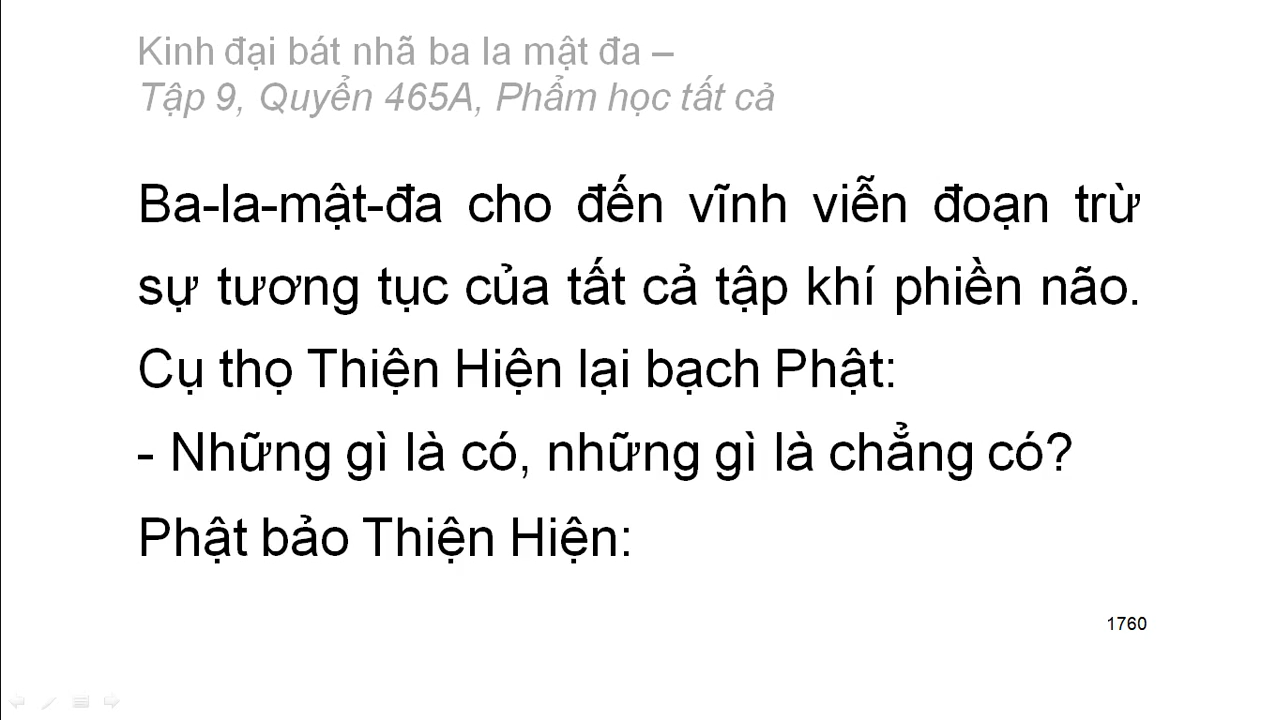 Kinh đại bát nhã ba la mật đa –
Tập 9, Quyển 465A, Phẩm học tất cả
Ba-la-mật-đa cho đến vĩnh viễn đoạn trừ
sự tương tục của tất cả tập khí phiền não.
Cụ thọ Thiện Hiện lại bạch Phật:
- Những gì là có, những gì là chẳng có?
Phật bảo Thiện Hiện:
1760